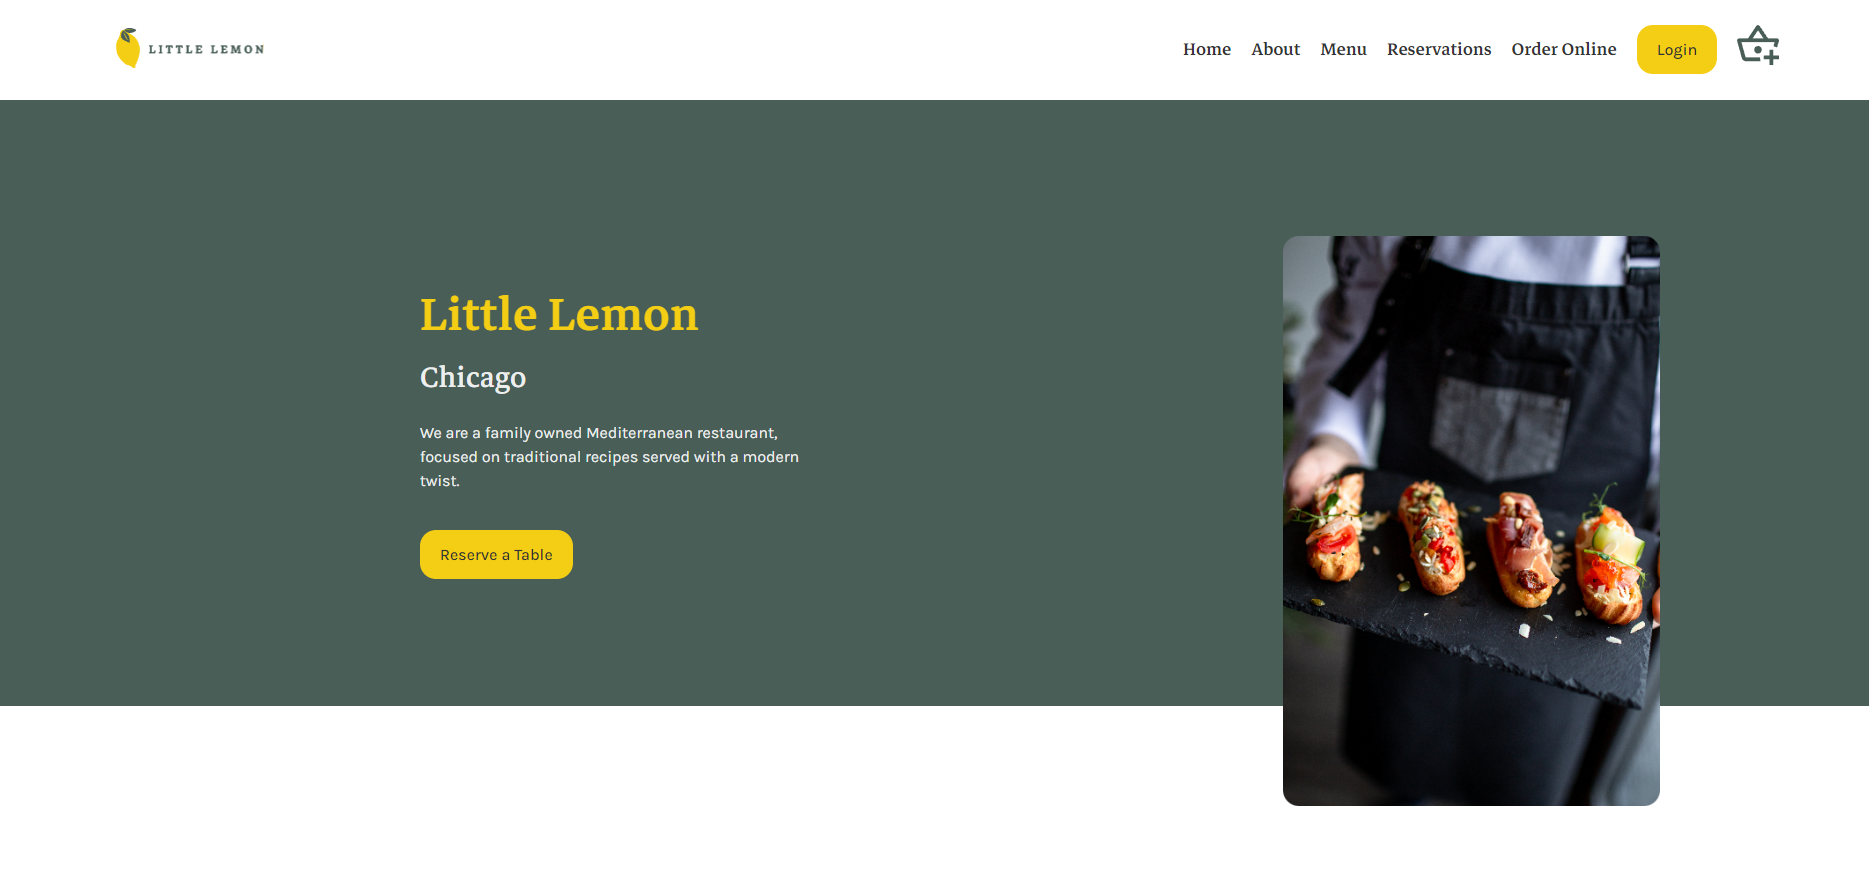 LITTLE LEMON
Home About Menu Reservations Order Online Login
Little Lemon
Chicago
We are a family owned Mediterranean restaurant,
focused on traditional recipes served with a modern
twist.
Reserve a Table